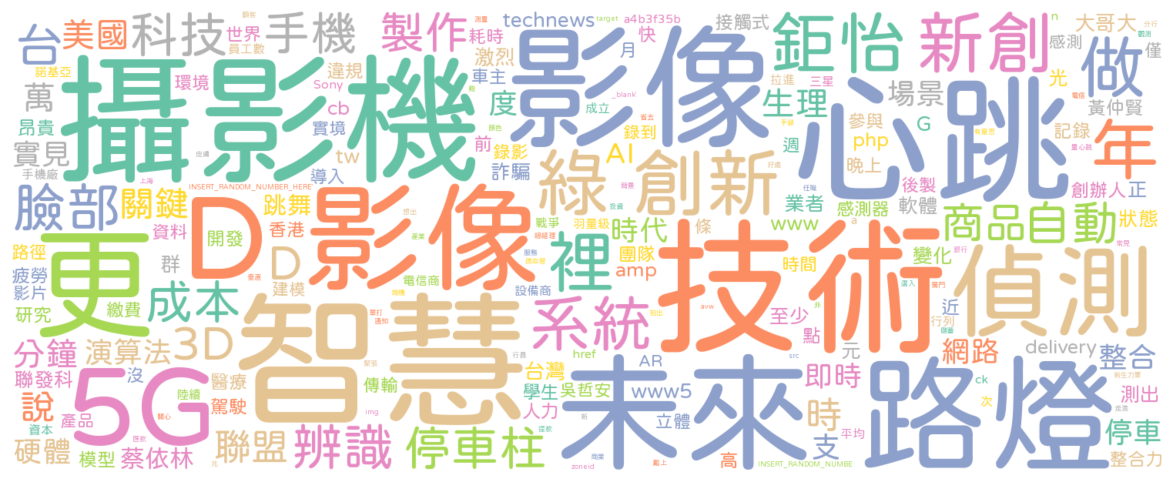 台
美國
科技
手機
製作
technews
a4b3f35b
接觸式
大哥大
世界
員工數
耗時
激烈
月
快
鉅怡
新創
感測
僅
諾基亞
環境
Sony
違規
車主
影像
心跳
做
萬
攝影機
cb
度
成立
拉進
三星
生理
場景
光
黃仲賢
昂貴
實境
tw
前
錄影
錄到
AI
週
參與
php
G
記錄
年
實見
手機廠
導入
詐騙
綠
創新
晚上
後製
軟體
創辦人
正
INSERT_RANDOM_NUMBER_HERE
臉部
關鍵
跳舞
香港
D
影像
戰爭
羽量級
時代
條
業者
www
感測器
商品
自動
狀態
路徑
更
資料
開發
裡
團隊
amp
技術
時間
變化
偵測
疲勞
影片
群
D
建模
電信商
設備商
研究
繳費
成本
智慧
系統
至少
點
近
行列
分鐘
演算法
3D
href
台灣
AR
元
網路
delivery
整合
聯發科
5G
沒
陸續
醫療
傳輸
學生
吳哲安
www5
即時
路燈
ck
測出
說
產品
駕駛
人力
未來
立體
時
次
資本
硬體
模型
蔡依林
聯盟
辨識
停車柱
img
src
zoneid
高
支
平均
停車
整合力
INSERT_RANDOM_NUMBE
target
_blank